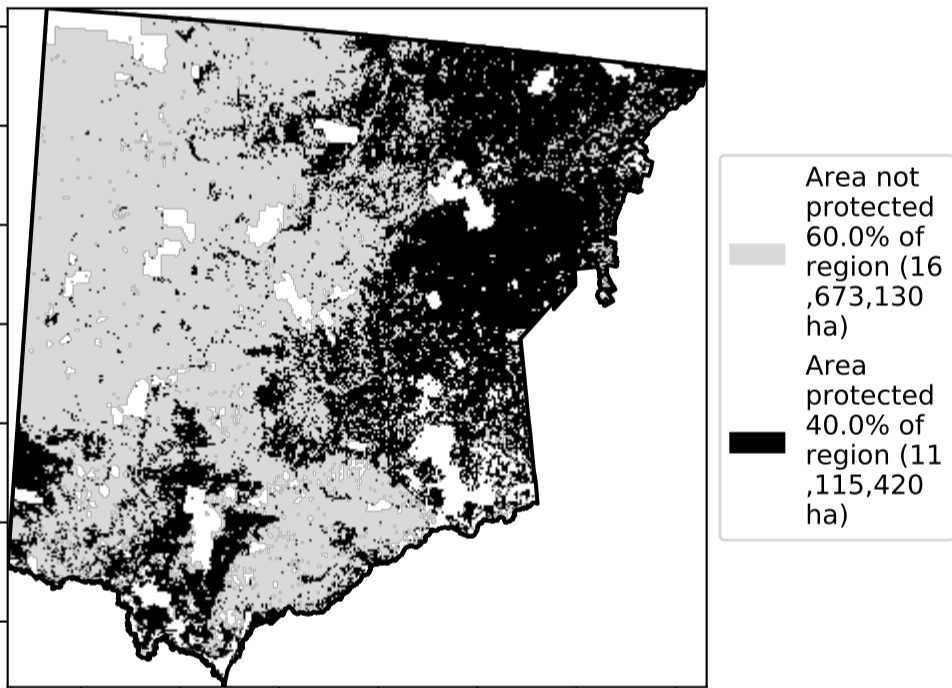 Area not
protected
60.0% of
region (16
,673,130
ha)
Area
protected
40.0% of
region (11
,115,420
ha)